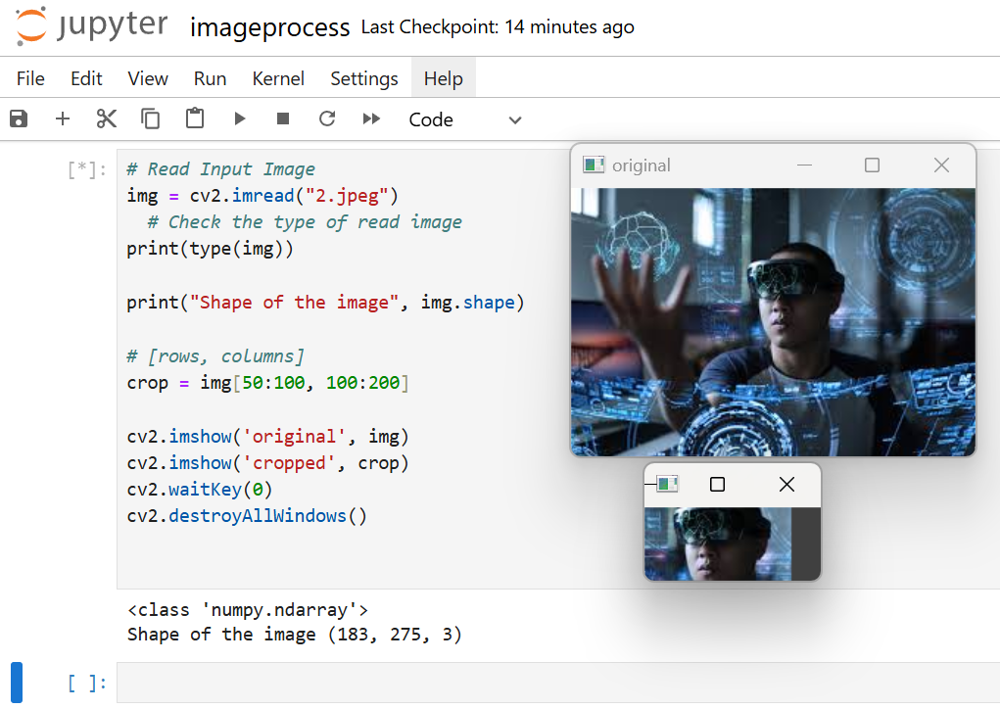 jupyter imageprocess Last Checkpoint: 14 minutes ago
File Edit View Run Kernel Settings Help
Code
[*]:
# Read Input Image
img = cv2.imread("2.jpeg")
  # Check the type of read image
print(type(img))
print("Shape of the image", img.shape)
# [rows, columns]
crop = img[50:100, 100:200]
cv2.imshow('original', img)
cv2.imshow('cropped', crop)
cv2.waitKey(0)
cv2.destroyAllWindows()
original
<class 'numpy.ndarray'>
Shape of the image (183, 275, 3)
[ ]: